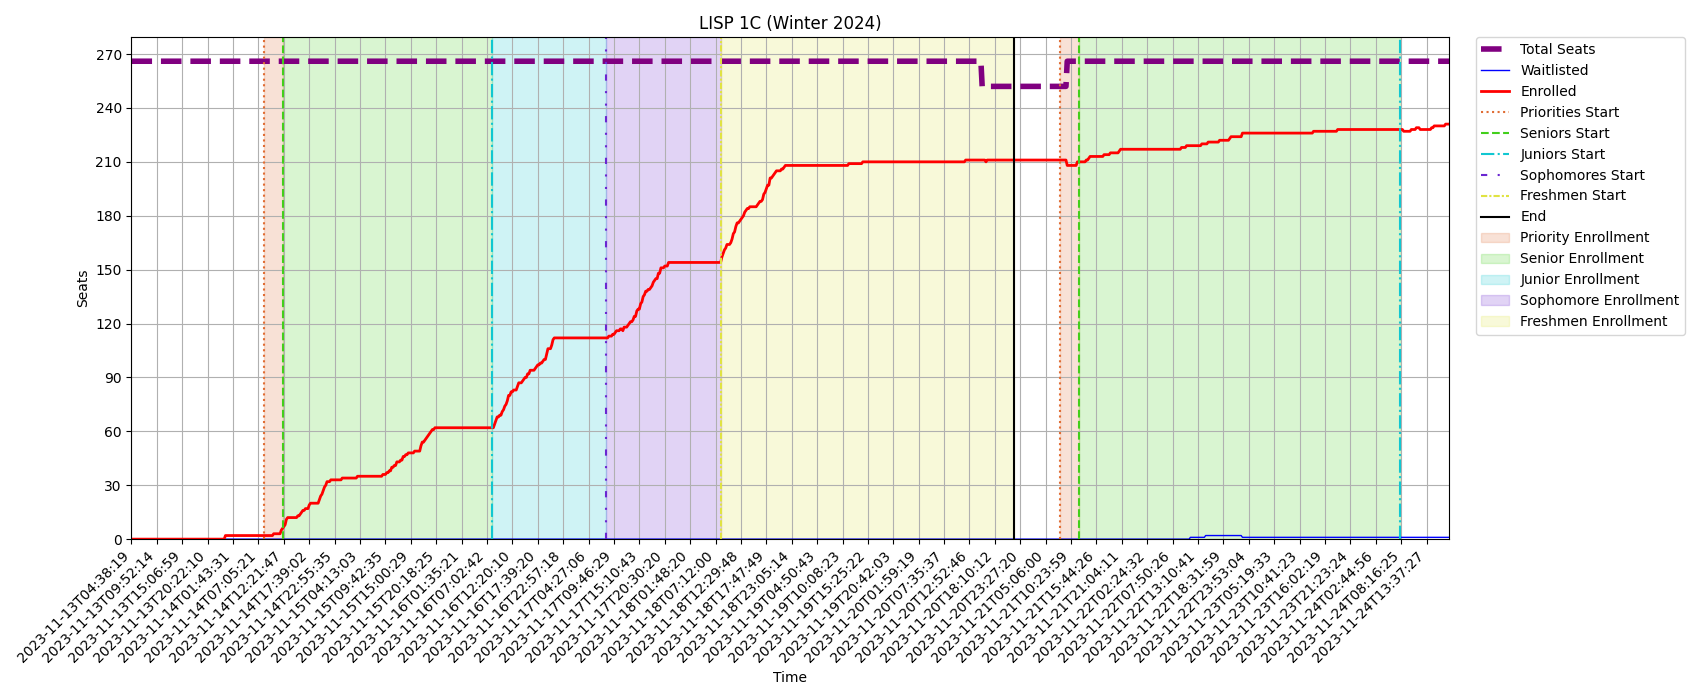 LISP 1C (Winter 2024)
270
240
210
180
150
120
90
60
30
0
Seats
2023-11-13T04:38:19
2023-11-13T09:52:14
2023-11-13T15:06:59
2023-11-13T20:22:10
2023-11-14T01:43:31
2023-11-14T07:05:21
2023-11-14T12:21:47
2023-11-14T17:39:02
2023-11-14T22:55:35
2023-11-15T04:13:03
2023-11-15T09:42:35
2023-11-15T15:00:29
2023-11-15T20:18:25
2023-11-16T01:35:21
2023-11-16T07:02:42
2023-11-16T12:20:10
2023-11-16T17:39:20
2023-11-16T22:57:18
2023-11-17T04:27:06
2023-11-17T09:46:29
2023-11-17T15:10:43
2023-11-17T20:30:20
2023-11-18T01:48:20
2023-11-18T07:12:00
2023-11-18T12:29:48
2023-11-18T17:47:49
2023-11-18T23:05:14
2023-11-19T04:50:43
2023-11-19T10:08:23
2023-11-19T15:25:22
2023-11-19T20:42:03
2023-11-20T01:59:19
2023-11-20T07:35:37
2023-11-20T12:52:46
2023-11-20T18:10:12
2023-11-20T23:27:20
2023-11-21T05:06:00
2023-11-21T10:23:59
2023-11-21T15:44:26
2023-11-21T21:04:11
2023-11-22T02:24:32
2023-11-22T07:50:26
2023-11-22T13:10:41
2023-11-22T18:31:59
2023-11-22T23:53:04
2023-11-23T05:19:33
2023-11-23T10:41:23
2023-11-23T16:02:19
2023-11-23T21:23:24
2023-11-24T02:44:56
2023-11-24T08:16:25
2023-11-24T13:37:27
Time
Total Seats
Waitlisted
Enrolled
Priorities Start
Seniors Start
Juniors Start
Sophomores Start
Freshmen Start
End
Priority Enrollment
Senior Enrollment
Junior Enrollment
Sophomore Enrollment
Freshmen Enrollment